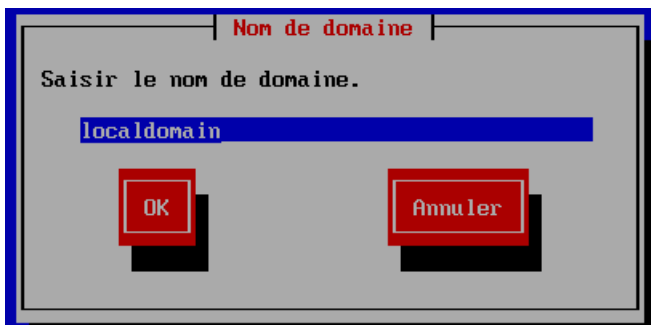 Nom de domaine
Saisir le nom de domaine.
localdomain
OK Annuler